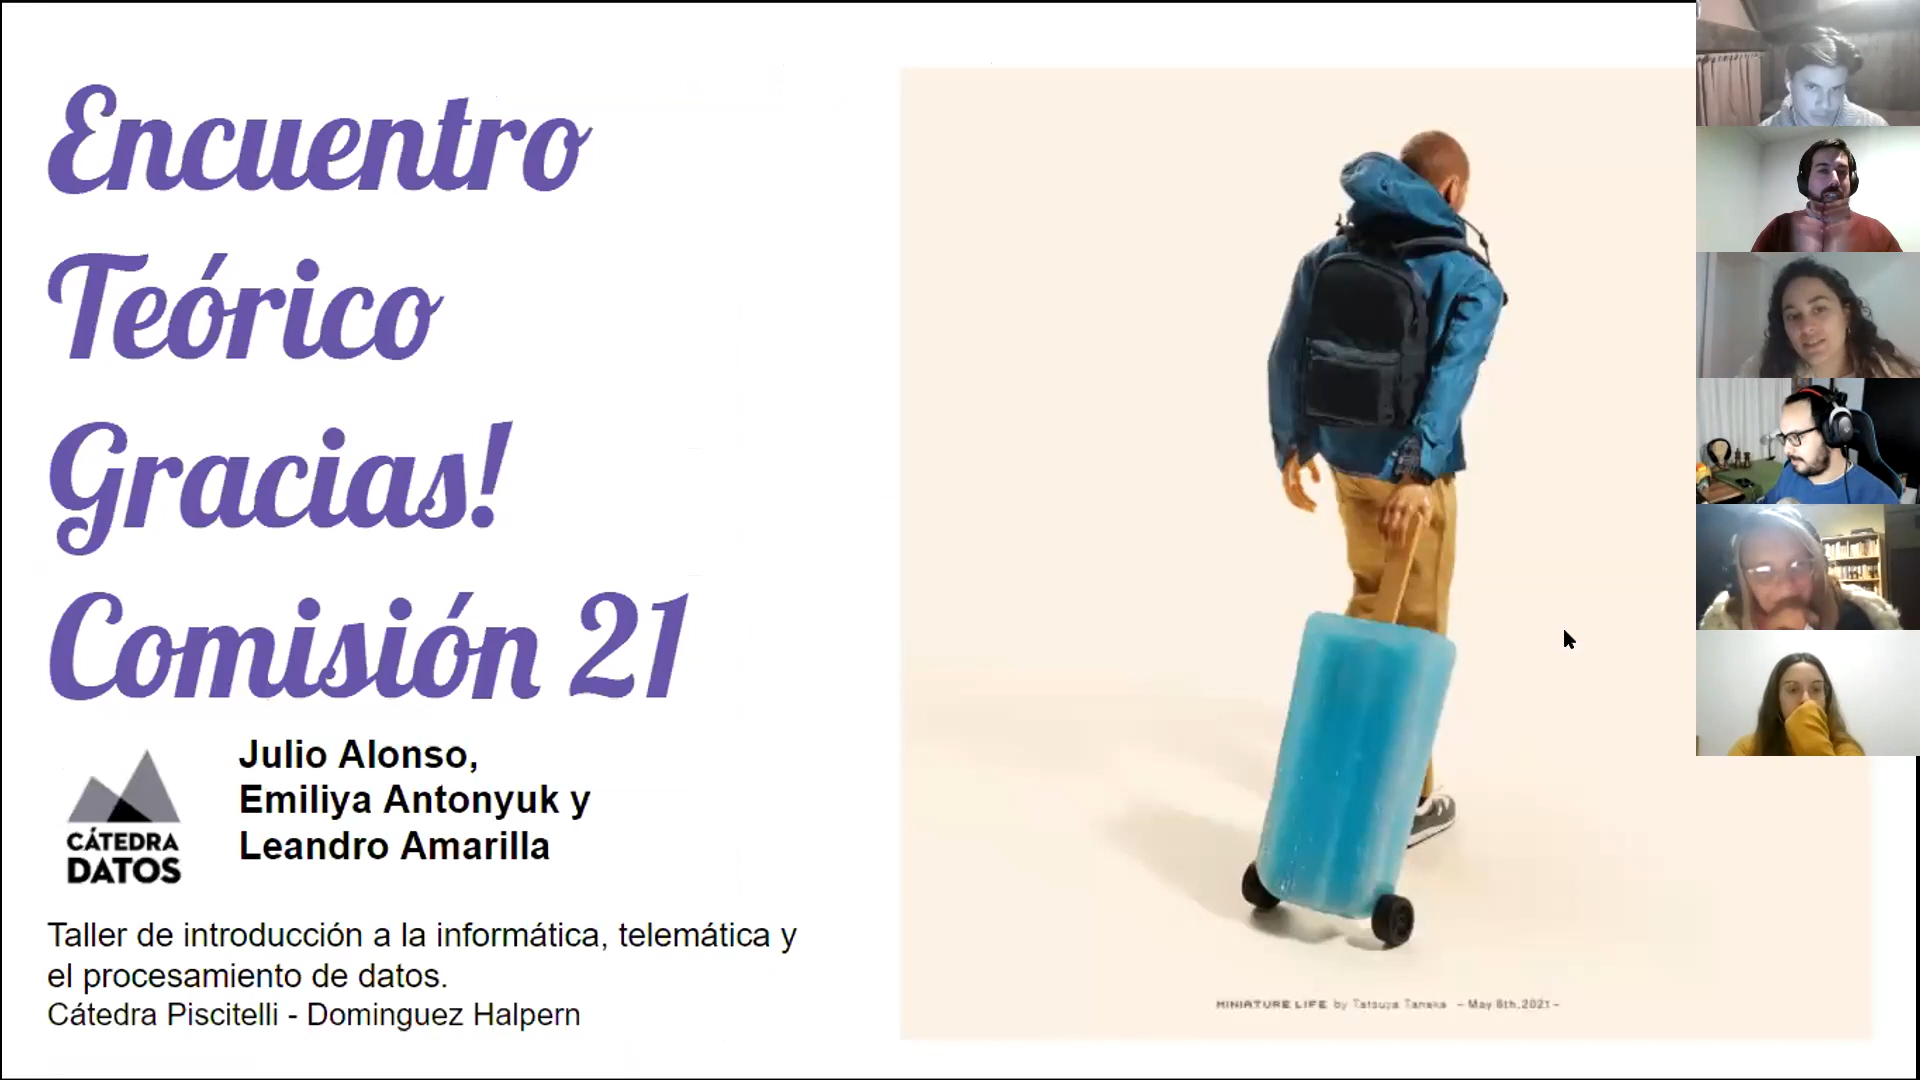 Encuentro
Teórico
Gracias!
Comisión 21
Julio Alonso,
Emiliya Antonyuk y
Leandro Amarilla
CÁTEDRA
DATOS
Taller de introducción a la informática, telemática y
el procesamiento de datos.
Cátedra Piscitelli - Dominguez Halpern
MINIATURE LIFE by Tatsuya Tanaka - May 8th,2021 -